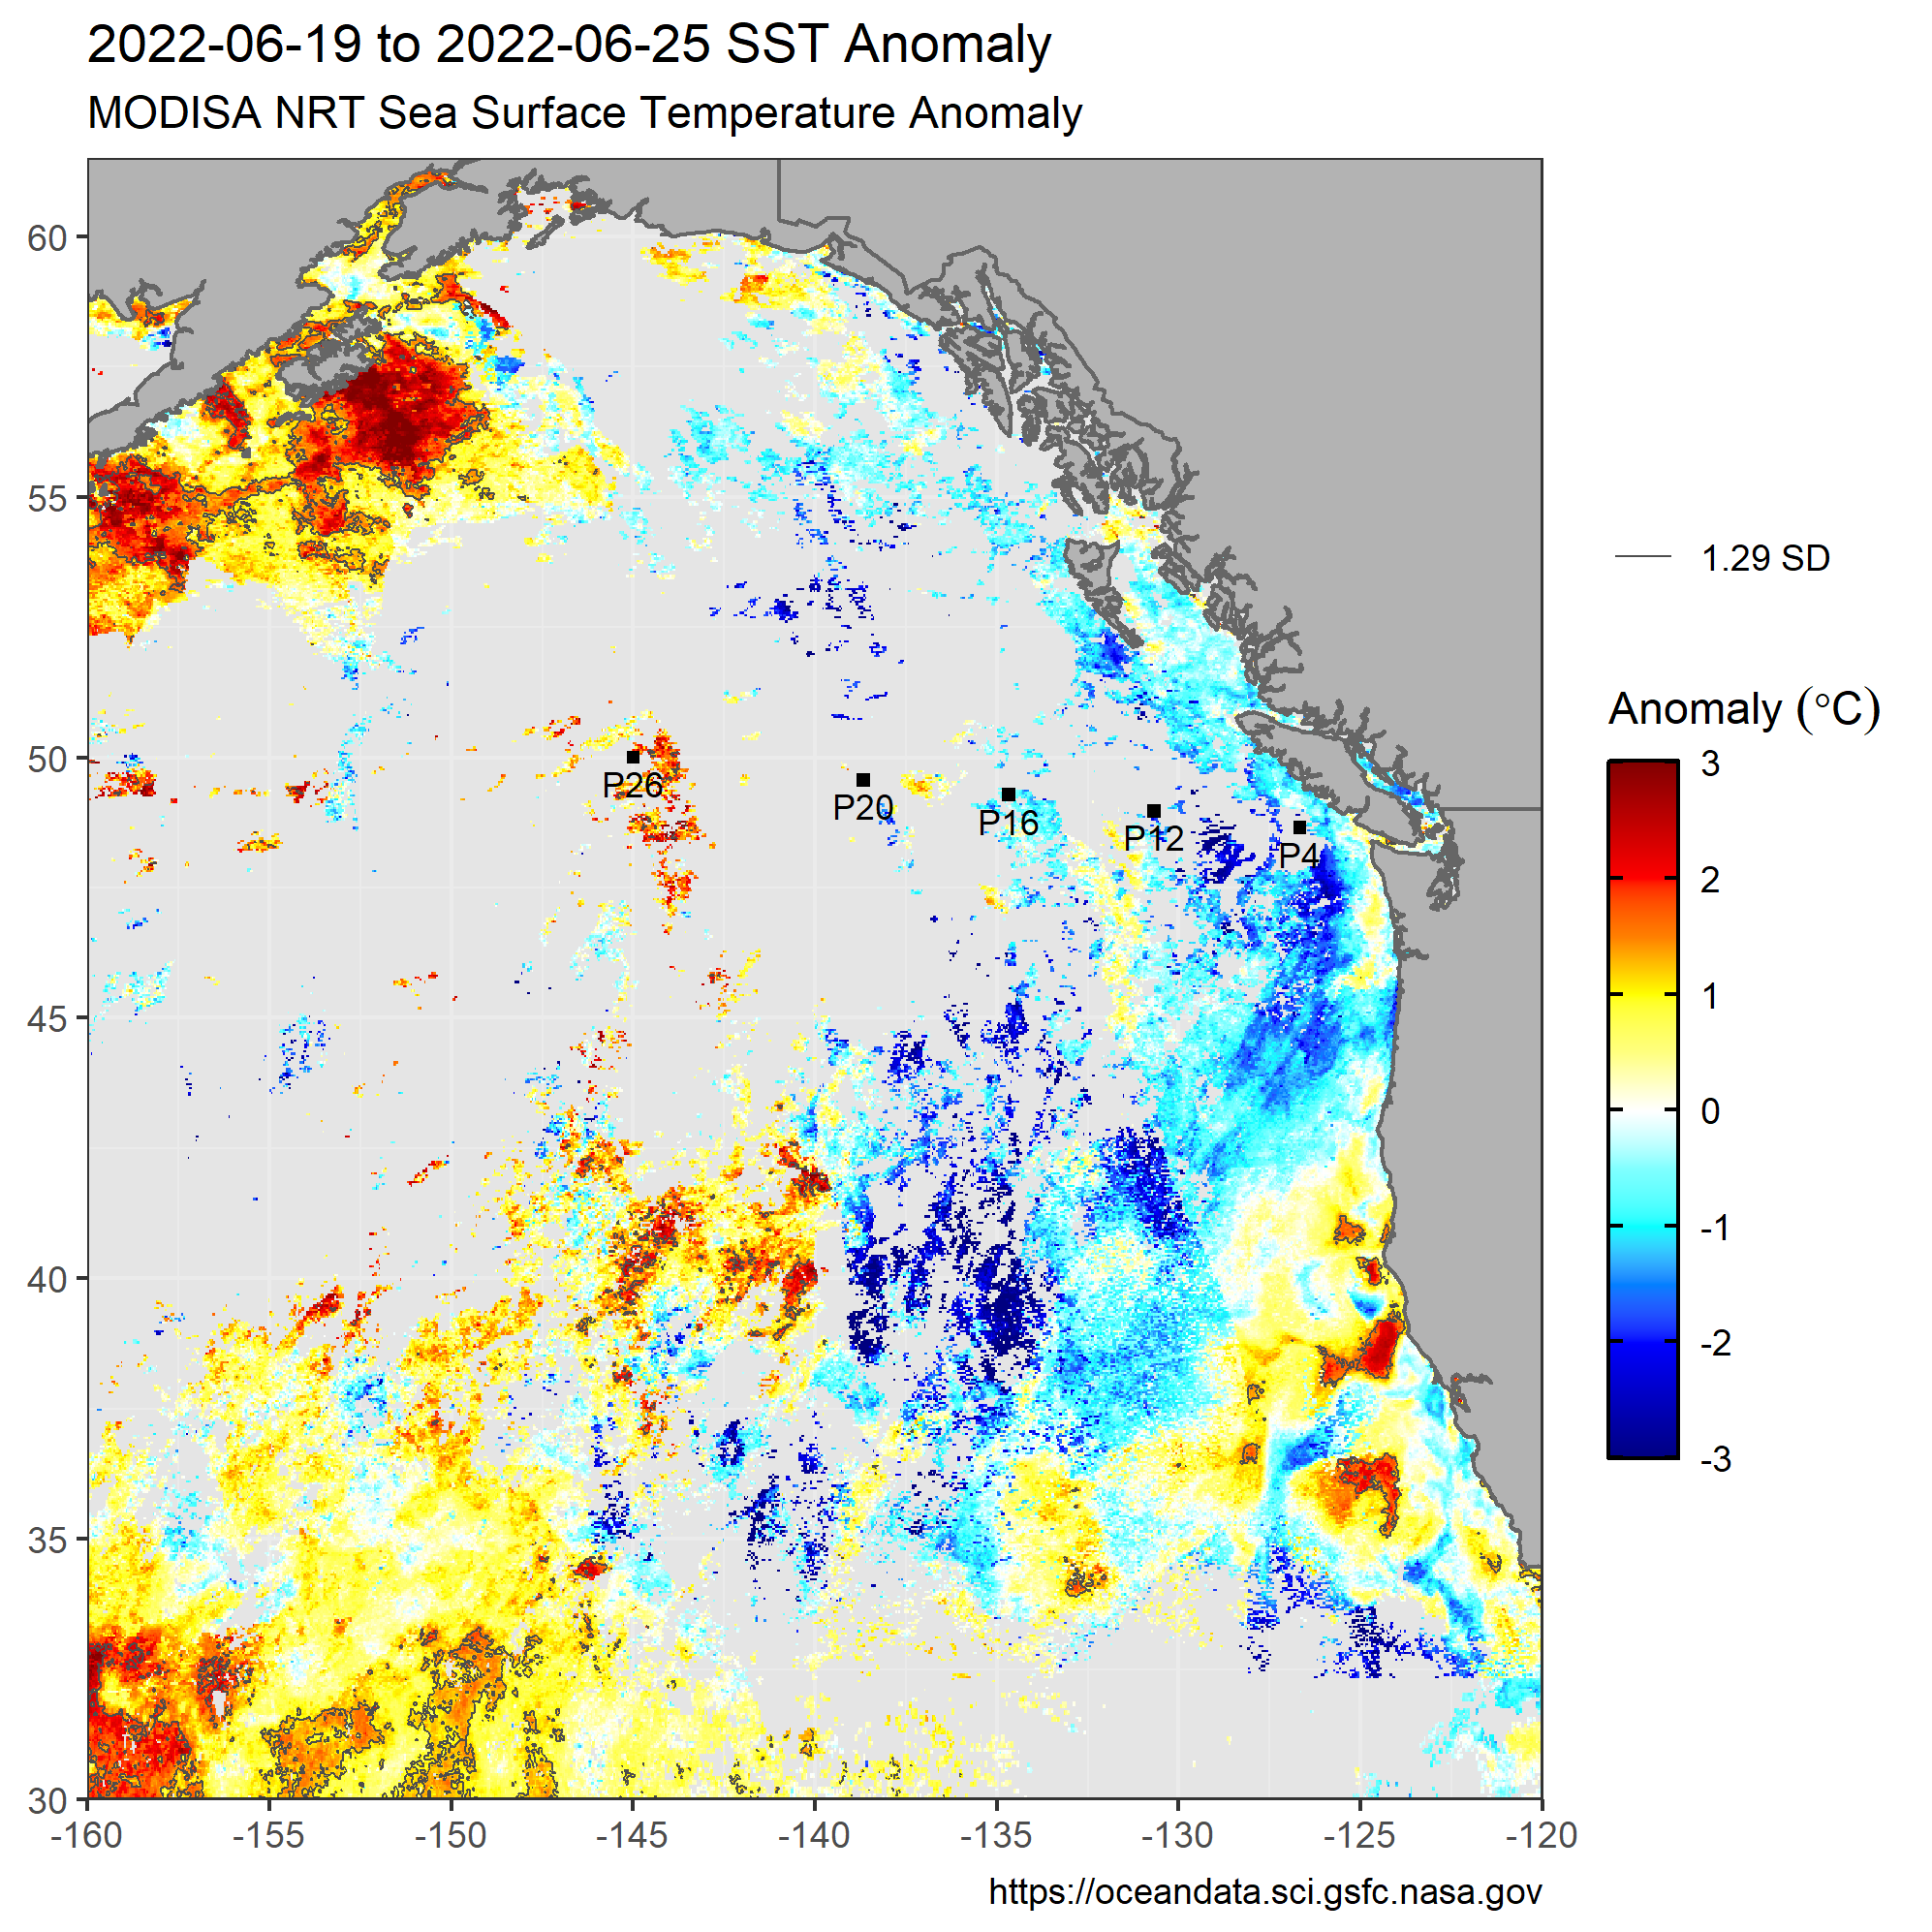 2022-06-19 to 2022-06-25 SST Anomaly
MODISA NRT Sea Surface Temperature Anomaly
60
55
50
45
40
35
30
-160
-155
-150
-145
-140
-135
-130
-125
-120
P26
P20
P16
P12
P4
1.29 SD
Anomaly (°C)
3
2
1
0
-1
-2
-3
https://oceandata.sci.gsfc.nasa.gov